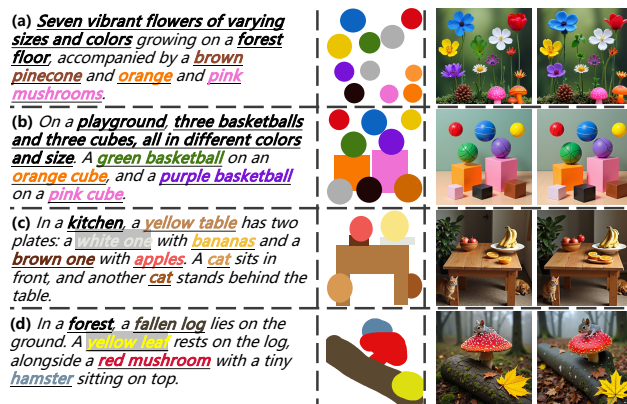 (a) Seven vibrant flowers of varying
sizes and colors growing on a forest
floor, accompanied by a brown
pinecone and orange and pink
mushrooms.
(b) On a playground, three basketballs
and three cubes, all in different colors
and size. A green basketball on an
orange cube, and a purple basketball
on a pink cube.
(c) In a kitchen, a yellow table has two
plates: a white one with bananas and a
brown one with apples. A cat sits in
front, and another cat stands behind the
table.
(d) In a forest, a fallen log lies on the
ground. A yellow leaf rests on the log,
alongside a red mushroom with a tiny
hamster sitting on top.